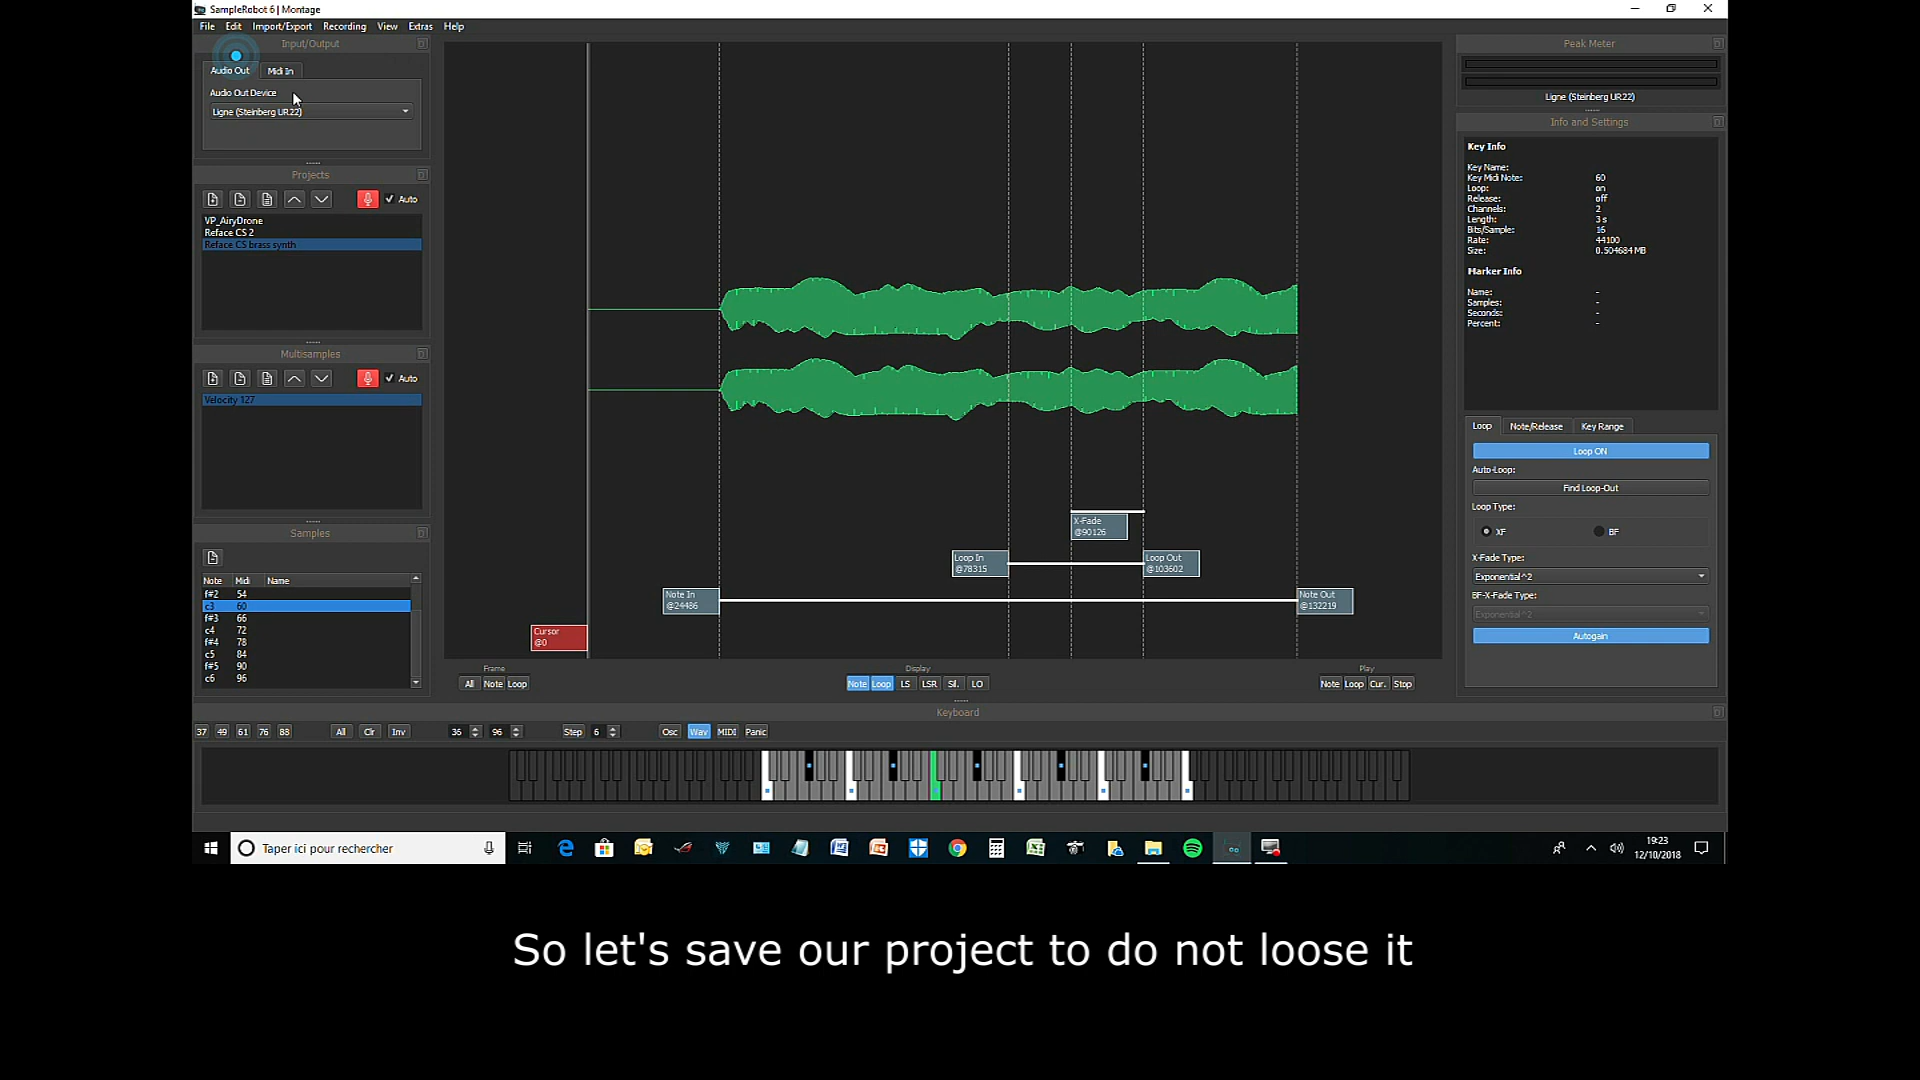 SampleRobot 6 | Montage
File Edit Import/Export Recording View Extras Help
Input/Output
Audio Out Midi In
Audio Out Device
Ligne (Steinberg UR22)
Projects
Auto
VP_AiryDrone
Reface CS 2
Reface CS brass synth
Multisamples
Auto
Velocity 127
Samples
Note Midi Name
f#2 54
c3 60
f#3 66
c4 72
f#4 78
c5 84
f#5 90
c6 96
X-Fade
@90126
Loop In
@78315
Loop Out
@103602
Note In
@24486
Note Out
@132219
Cursor
@0
Frame
All Note Loop
Display
Note Loop LS LSR Sil. LO
Play
Note Loop Cur. Stop
Peak Meter
Ligne (Steinberg UR22)
Info and Settings
Key Info
Key Name:
Key Midi Note: 60
Loop: on
Release: off
Channels: 2
Length: 3 s
Bits/Sample: 16
Rate: 44100
Size: 0.504684 MB
Marker Info
Name: -
Samples: -
Seconds: -
Percent: -
Loop Note/Release Key Range
Loop ON
Auto-Loop:
Find Loop-Out
Loop Type:
XF BF
X-Fade Type:
Exponential^2
BF-X-Fade Type:
Exponential^2
Autogain
Keyboard
37 49 61 76 88 All Clr Inv 36 96 Step 6 Osc Wav MIDI Panic
Taper ici pour rechercher
19:23
12/10/2018
So let's save our project to do not loose it